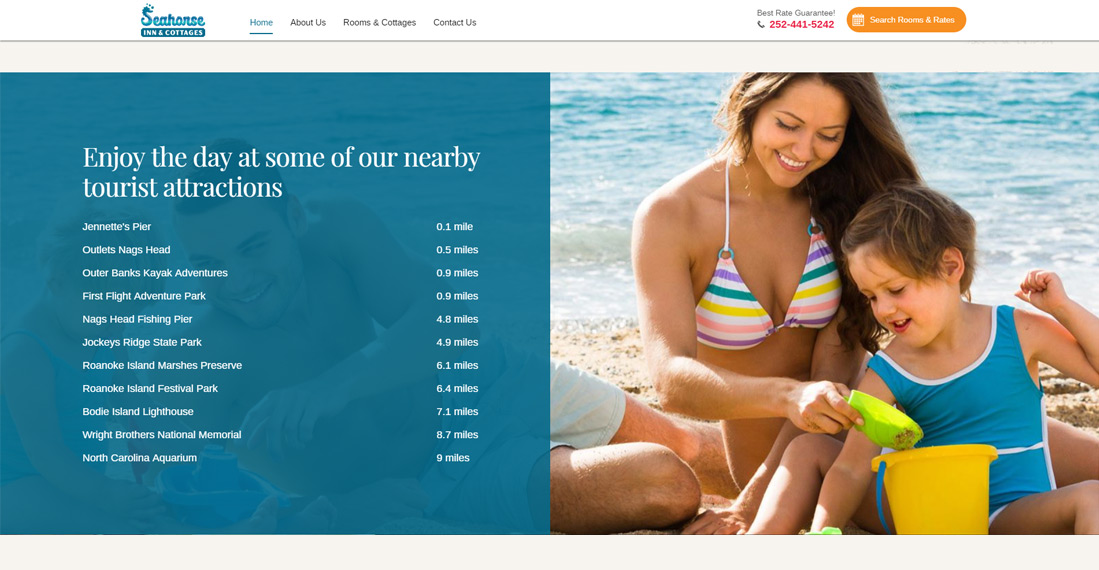 Seahorse
INN & COTTAGES
Home
About Us
Rooms & Cottages
Contact Us
Best Rate Guarantee!
252-441-5242
Search Rooms & Rates
Enjoy the day at some of our nearby
tourist attractions
Jennette's Pier 0.1 mile
Outlets Nags Head 0.5 miles
Outer Banks Kayak Adventures 0.9 miles
First Flight Adventure Park 0.9 miles
Nags Head Fishing Pier 4.8 miles
Jockeys Ridge State Park 4.9 miles
Roanoke Island Marshes Preserve 6.1 miles
Roanoke Island Festival Park 6.4 miles
Bodie Island Lighthouse 7.1 miles
Wright Brothers National Memorial 8.7 miles
North Carolina Aquarium 9 miles